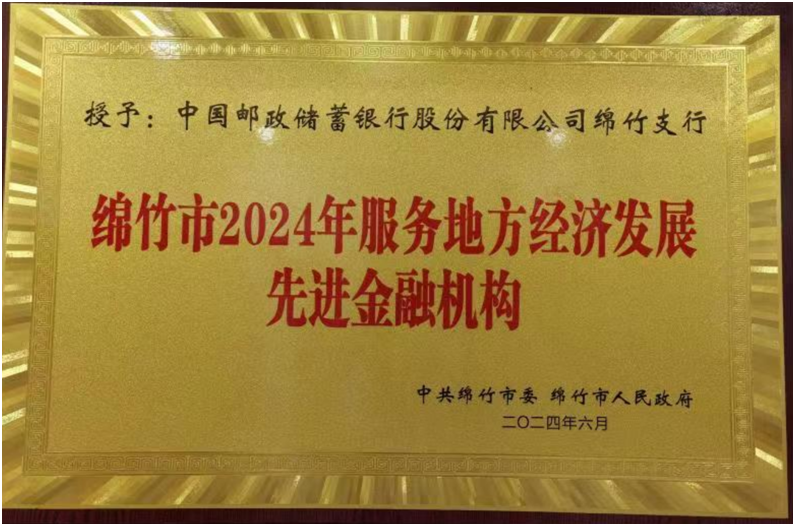 授予：中国邮政储蓄银行股份有限公司绵竹支行
绵竹市2024年服务地方经济发展
先进金融机构
中共绵竹市委 绵竹市人民政府
二〇二四年六月